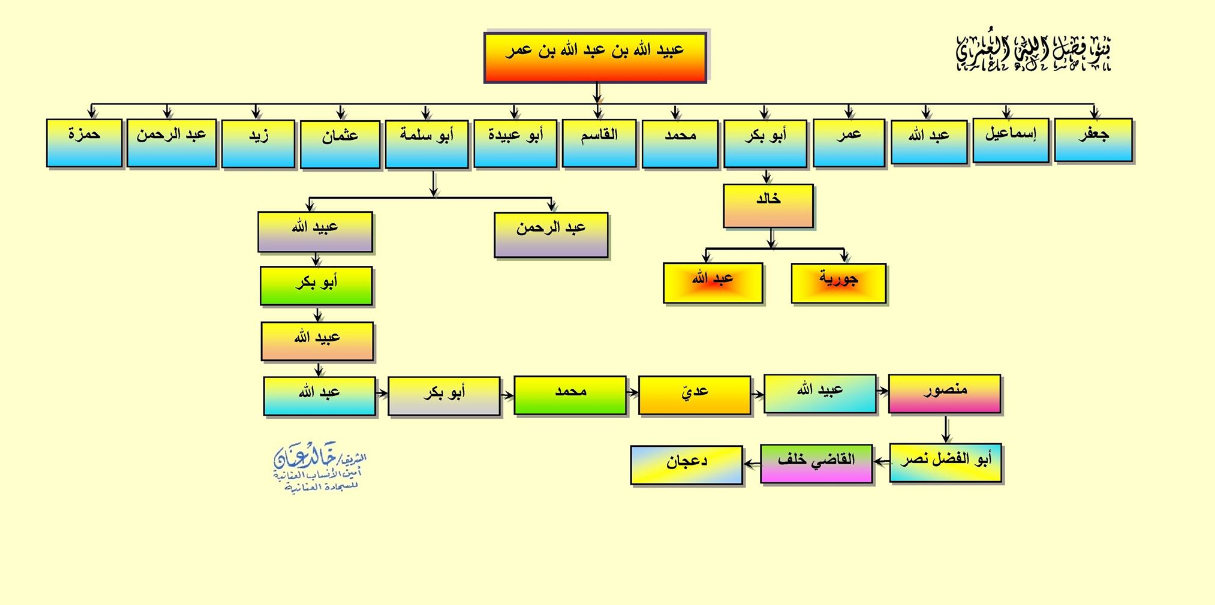 بنو فضل الله العُمَري
عبيد الله بن عبد الله بن عمر
جعفر
إسماعيل
عبد الله
عمر
أبو بكر
محمد
القاسم
أبو عبيدة
أبو سلمة
عثمان
زيد
عبد الرحمن
حمزة
خالد
جورية
عبد الله
عبد الرحمن
عبيد الله
أبو بكر
عبيد الله
عبد الله
أبو بكر
محمد
عديّ
عبيد الله
منصور
أبو الفضل نصر
القاضي خلف
دعجان
الشريف/ خالد عنان
أمين الأنساب العنانية
للسجادة العنانية